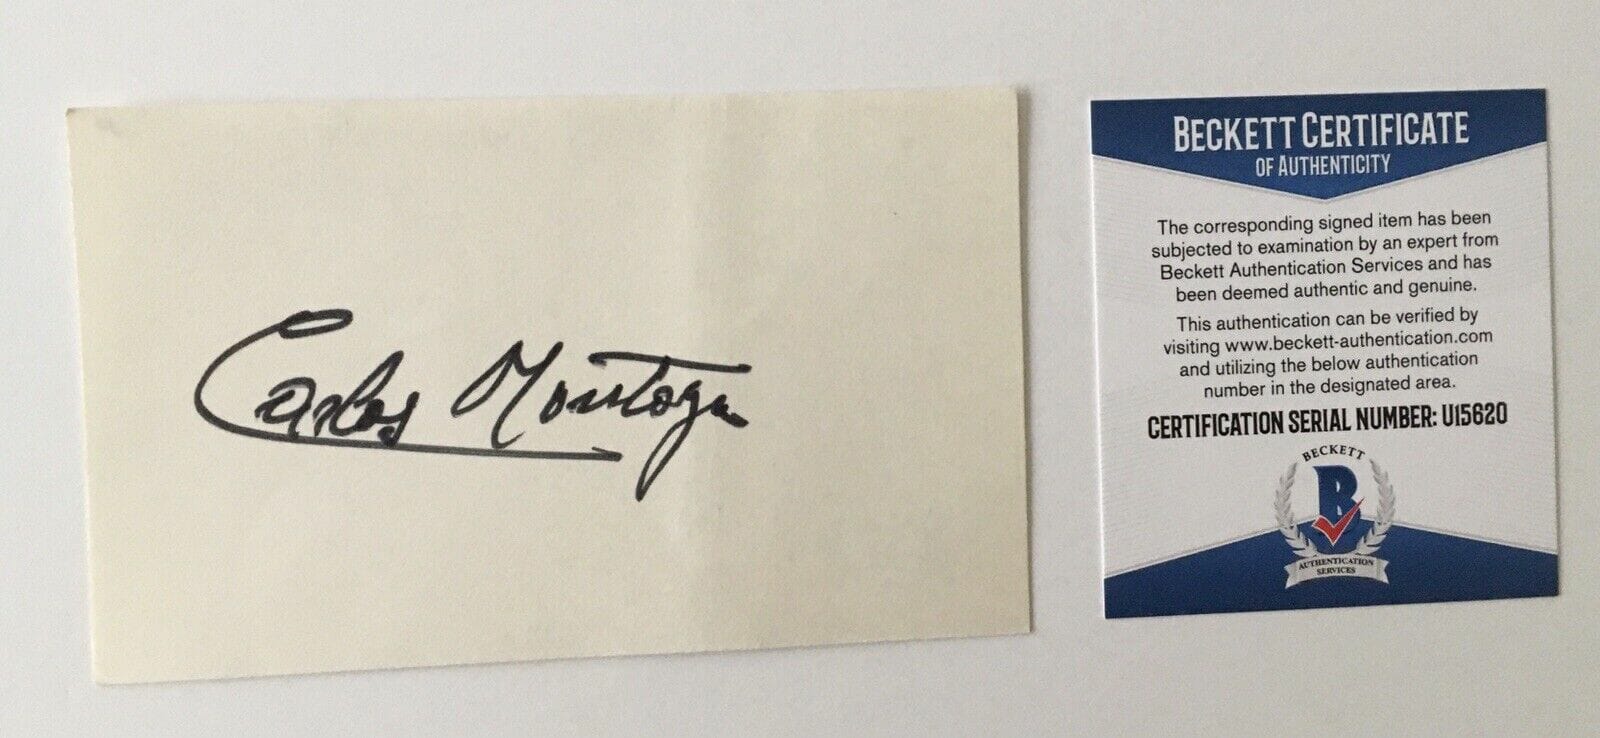 Carlos Montoya
BECKETT CERTIFICATE
OF AUTHENTICITY
The corresponding signed item has been
subjected to examination by an expert from
Beckett Authentication Services and has
been deemed authentic and genuine.
This authentication can be verified by
visiting www.beckett-authentication.com
and utilizing the below authentication
number in the designated area.
CERTIFICATION SERIAL NUMBER: U15620
BECKETT
B
AUTHENTICATION
SERVICES